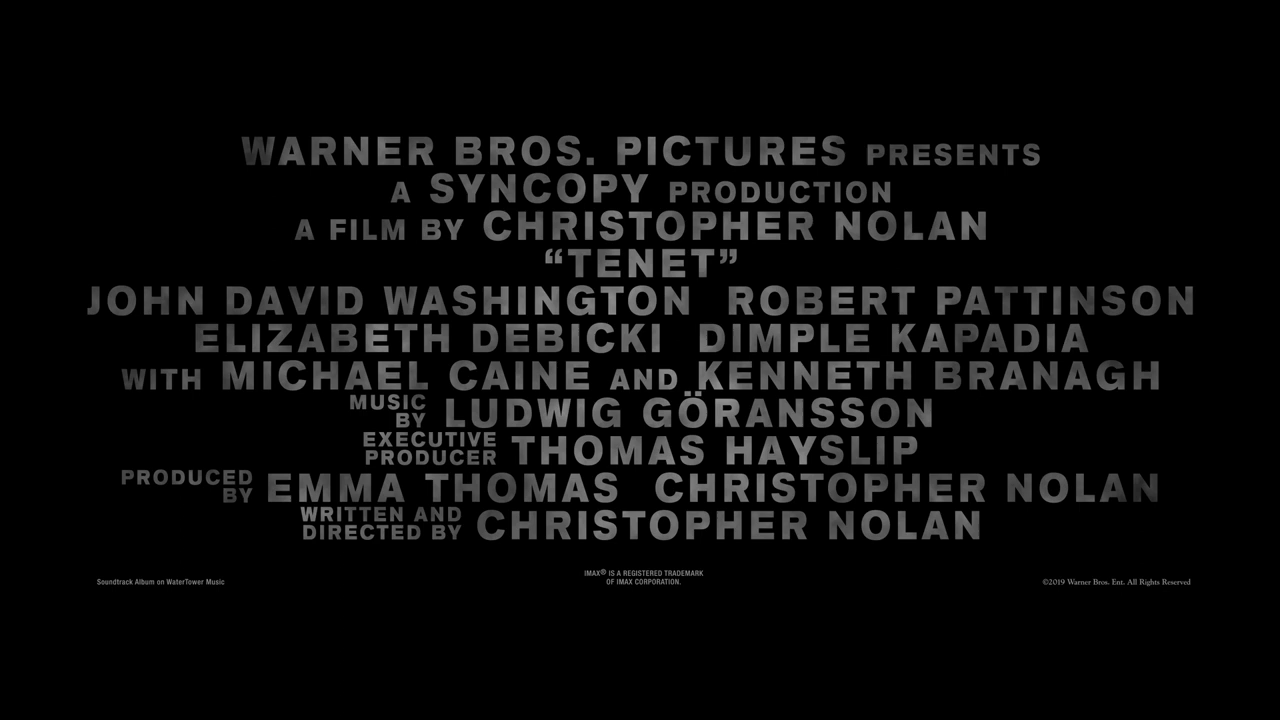 WARNER BROS. PICTURES PRESENTS
A SYNCOPY PRODUCTION
A FILM BY CHRISTOPHER NOLAN
“TENET”
JOHN DAVID WASHINGTON ROBERT PATTINSON
ELIZABETH DEBICKI DIMPLE KAPADIA
WITH MICHAEL CAINE AND KENNETH BRANAGH
MUSIC BY LUDWIG GÖRANSSON
EXECUTIVE PRODUCER THOMAS HAYSLIP
PRODUCED BY EMMA THOMAS CHRISTOPHER NOLAN
WRITTEN AND DIRECTED BY CHRISTOPHER NOLAN
Soundtrack Album on WaterTower Music
IMAX® IS A REGISTERED TRADEMARK
OF IMAX CORPORATION.
©2019 Warner Bros. Ent. All Rights Reserved